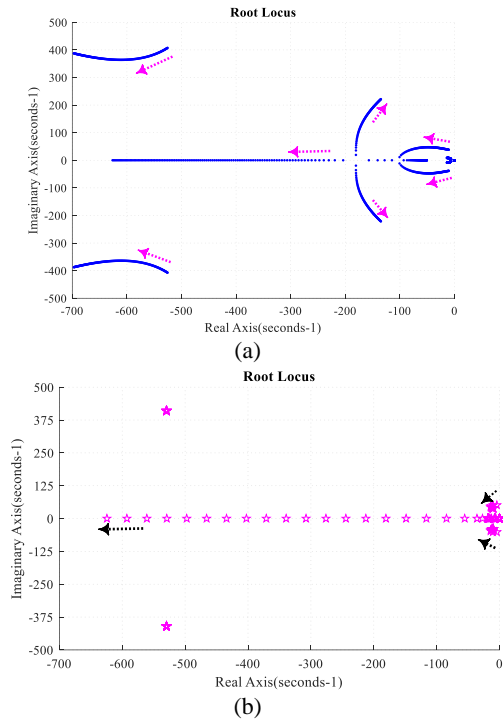 Root Locus
500
400
300
200
100
0
-100
-200
-300
-400
-500
Imaginary Axis(seconds-1)
-700 -600 -500 -400 -300 -200 -100 0
Real Axis(seconds-1)
(a)
Root Locus
500
375
250
125
0
-125
-250
-375
-500
Imaginary Axis(seconds-1)
-700 -600 -500 -400 -300 -200 -100 0
Real Axis(seconds-1)
(b)